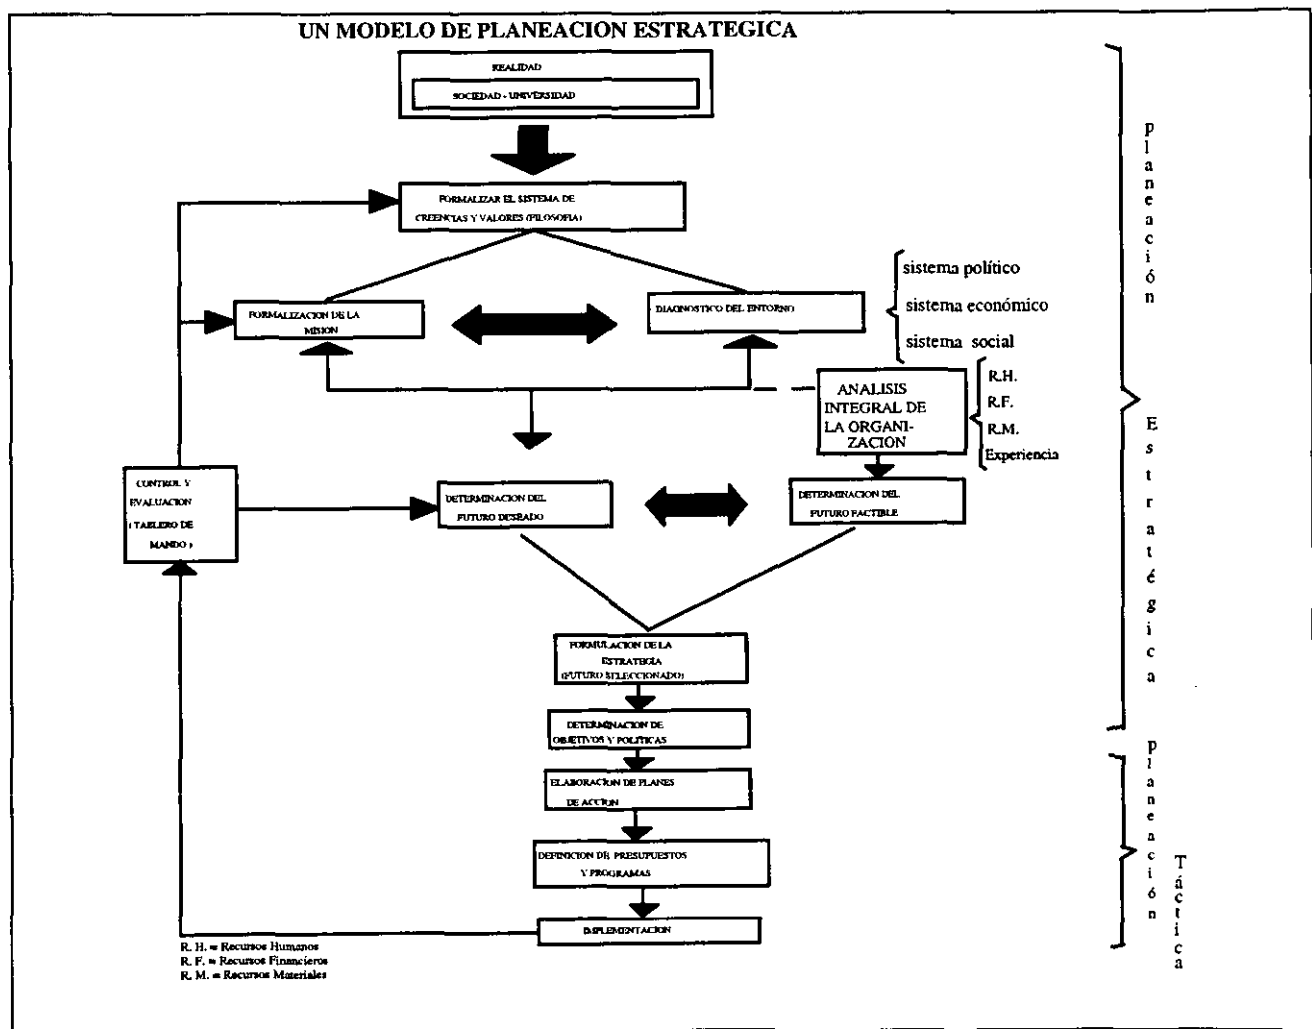 UN MODELO DE PLANEACION ESTRATEGICA
REALIDAD
SOCIEDAD - UNIVERSIDAD
FORMALIZAR EL SISTEMA DE
CREENCIAS Y VALORES (FILOSOFIA)
FORMALIZACION DE LA
MISION
DIAGNOSTICO DEL ENTORNO
sistema político
sistema económico
sistema social
ANALISIS
INTEGRAL DE
LA ORGANI-
ZACION
R.H.
R.F.
R.M.
Experiencia
CONTROL Y
EVALUACION
( TABLERO DE
MANDO )
DETERMINACION DEL
FUTURO DESEADO
DETERMINACION DEL
FUTURO FACTIBLE
FORMULACION DE LA
ESTRATEGIA
(FUTURO SELECCIONADO)
DETERMINACION DE
OBJETIVOS Y POLITICAS
ELABORACION DE PLANES
DE ACCION
DEFINICION DE PRESUPUESTOS
Y PROGRAMAS
IMPLEMENTACION
R. H. = Recursos Humanos
R. F. = Recursos Financieros
R. M. = Recursos Materiales
planeación
Estratégica
planeación
Táctica